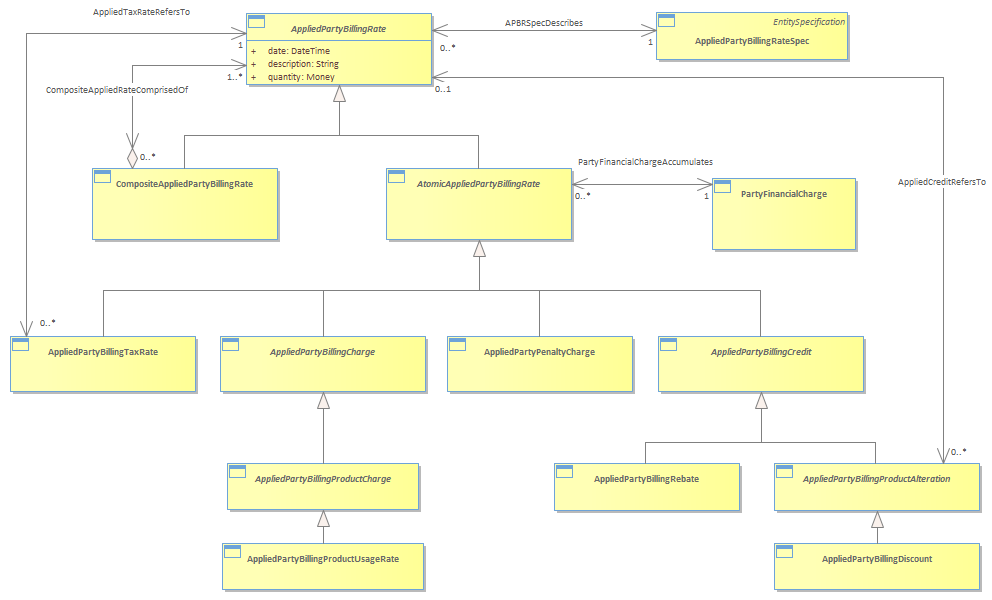 AppliedTaxRateRefersTo
AppliedPartyBillingRate
APBRSpecDescribes
EntitySpecification
AppliedPartyBillingRateSpec
1
0..*
1
+ date: DateTime
+ description: String
+ quantity: Money
1..*
0..1
CompositeAppliedRateComprisedOf
0..*
CompositeAppliedPartyBillingRate
AtomicAppliedPartyBillingRate
PartyFinancialChargeAccumulates
0..*
1
PartyFinancialCharge
AppliedCreditRefersTo
0..*
AppliedPartyBillingTaxRate
AppliedPartyBillingCharge
AppliedPartyPenaltyCharge
AppliedPartyBillingCredit
0..*
AppliedPartyBillingProductCharge
AppliedPartyBillingRebate
AppliedPartyBillingProductAlteration
AppliedPartyBillingProductUsageRate
AppliedPartyBillingDiscount